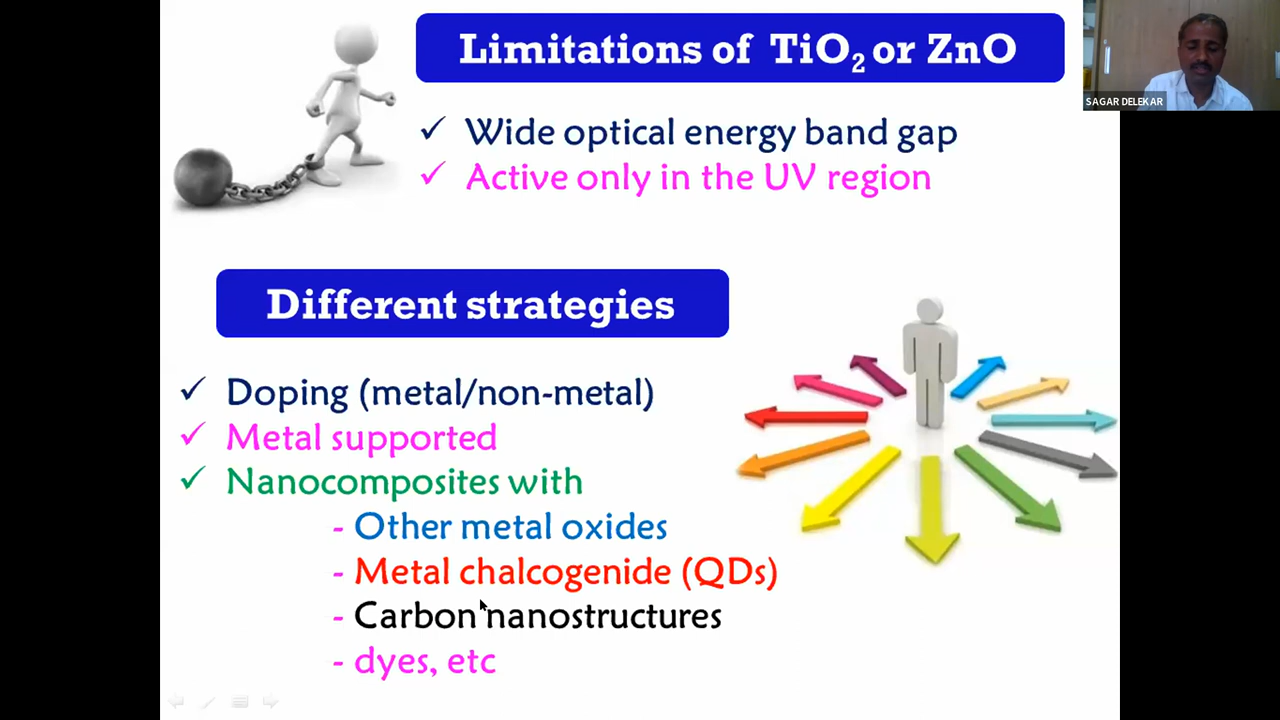 Limitations of TiO₂ or ZnO
SAGAR DELEKAR
✓ Wide optical energy band gap
✓ Active only in the UV region
Different strategies
✓ Doping (metal/non-metal)
✓ Metal supported
✓ Nanocomposites with
- Other metal oxides
- Metal chalcogenide (QDs)
- Carbon nanostructures
- dyes, etc